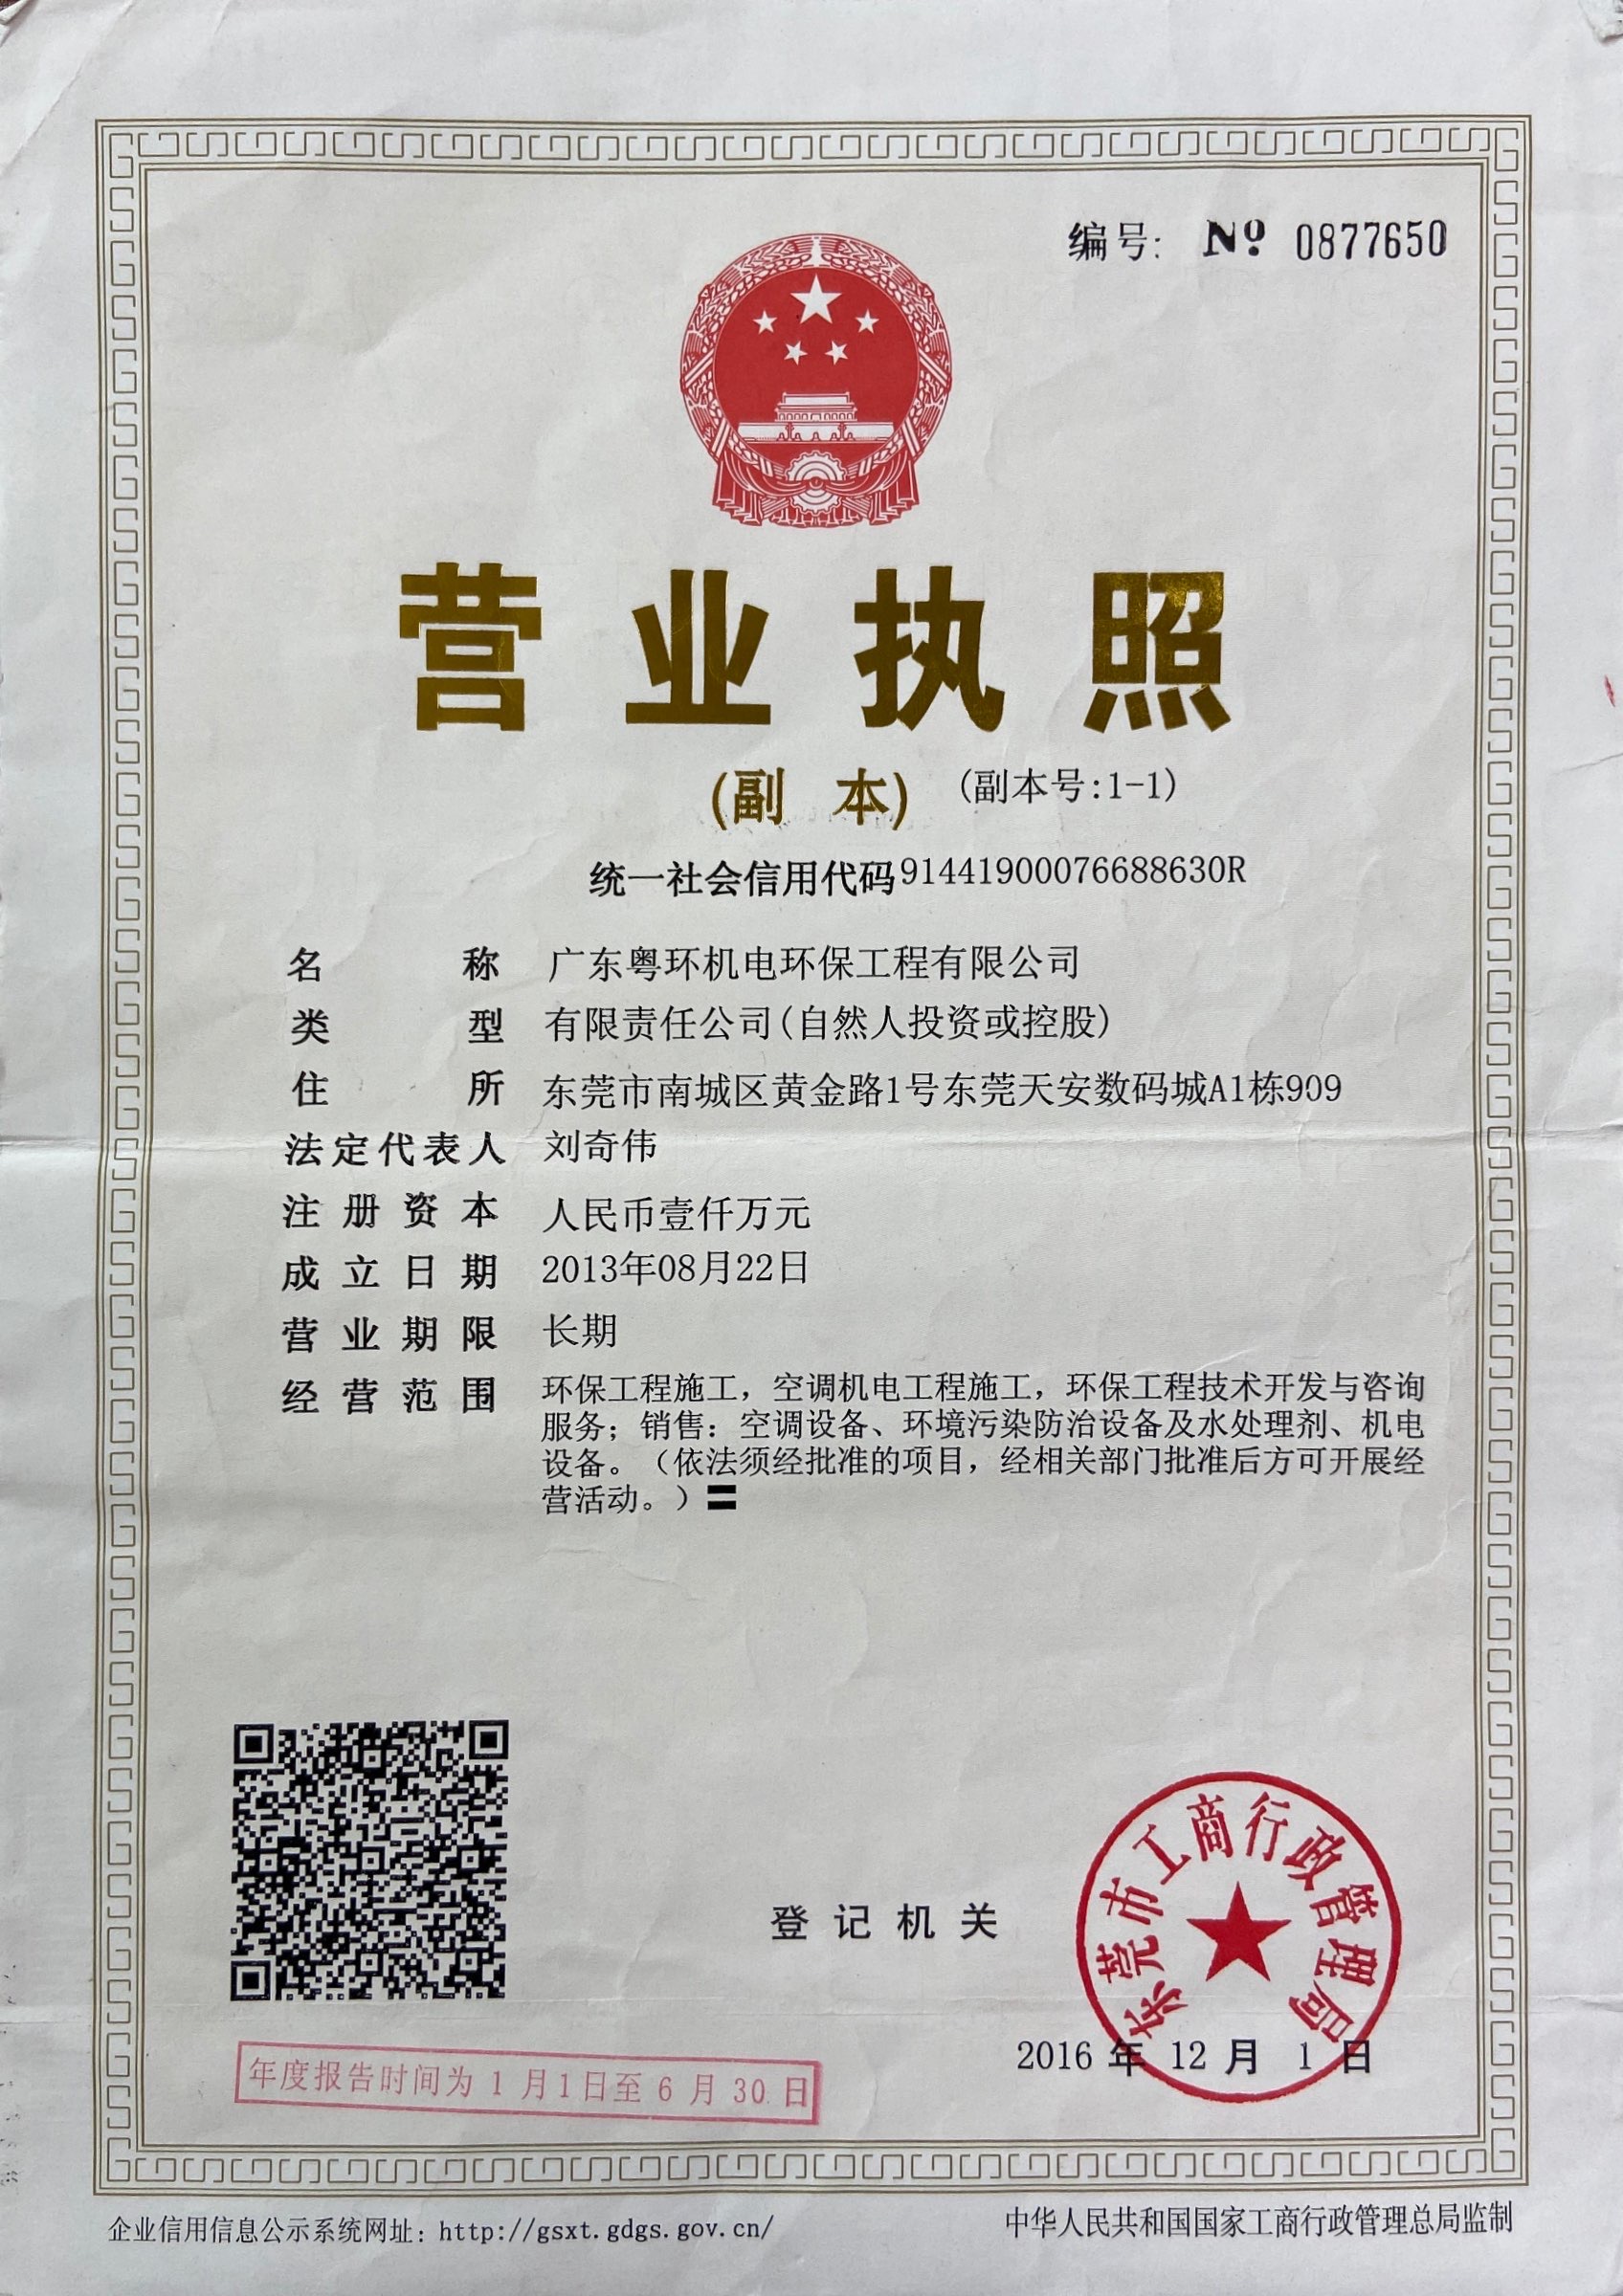 编号: № 0877650
营业执照
(副 本) (副本号:1-1)
统一社会信用代码91441900076688630R
名 称 广东粤环机电环保工程有限公司
类 型 有限责任公司(自然人投资或控股)
住 所 东莞市南城区黄金路1号东莞天安数码城A1栋909
法定代表人 刘奇伟
注册资本 人民币壹仟万元
成立日期 2013年08月22日
营业期限 长期
经营范围 环保工程施工，空调机电工程施工，环保工程技术开发与咨询
服务；销售：空调设备、环境污染防治设备及水处理剂、机电
设备。（依法须经批准的项目，经相关部门批准后方可开展经
营活动。）〓
东莞市工商行政管理局
登记机关
2016 年 12 月 1 日
年度报告时间为 1 月1日至 6 月 30 日
企业信用信息公示系统网址：http://gsxt.gdgs.gov.cn/
中华人民共和国国家工商行政管理总局监制